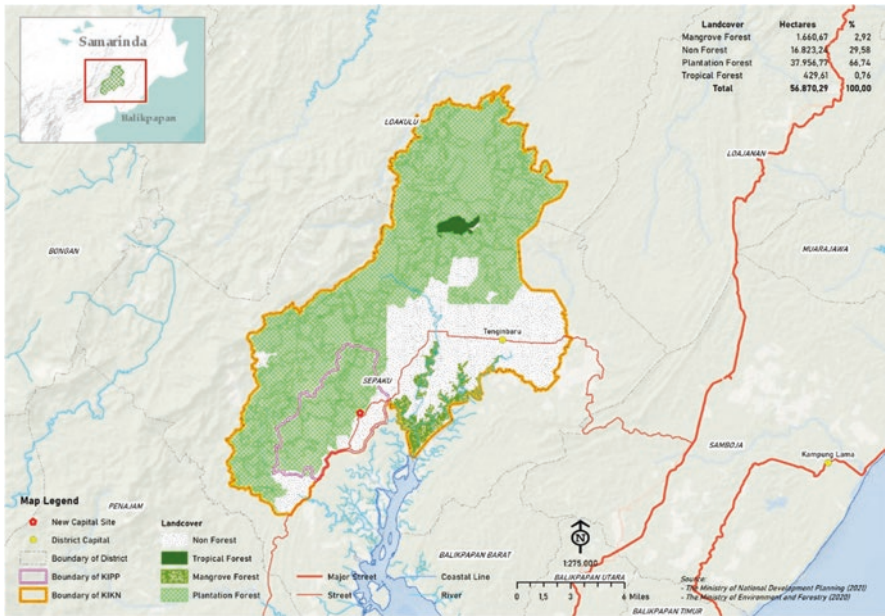 Samarinda
Balikpapan
Landcover Hectares %
Mangrove Forest 1.660,67 2,92
Non Forest 16.823,24 29,58
Plantation Forest 37.956,77 66,74
Tropical Forest 429,61 0,76
Total 56.870,29 100,00
LOAKULU
LOAJANAN
BONGAN
MUARAJAWA
Tenginbaru
SEPAKU
SAMBOJA
Kampung Lama
PENAJAM
Map Legend
New Capital Site
District Capital
Boundary of District
Boundary of KIPP
Boundary of KIKN
Landcover
Non Forest
Tropical Forest
Mangrove Forest
Plantation Forest
Major Street
Street
Coastal Line
River
N
1:275.000
0 1,5 3 6 Miles
BALIKPAPAN BARAT
BALIKPAPAN UTARA
BALIKPAPAN TIMUR
Source:
- The Ministry of National Development Planning (2021)
- The Ministry of Environment and Forestry (2020)